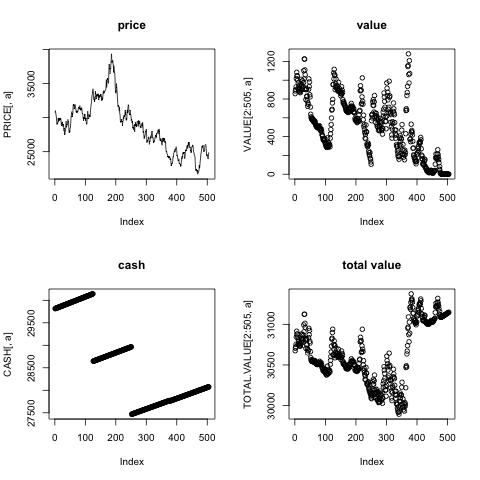 price
value
PRICE[, a]
25000
35000
0 100 200 300 400 500
Index
VALUE[2:505, a]
0 400 800 1200
0 100 200 300 400 500
Index
cash
total value
CASH[, a]
27500 28500 29500
0 100 200 300 400 500
Index
TOTAL.VALUE[2:505, a]
30000 30500 31000
0 100 200 300 400 500
Index